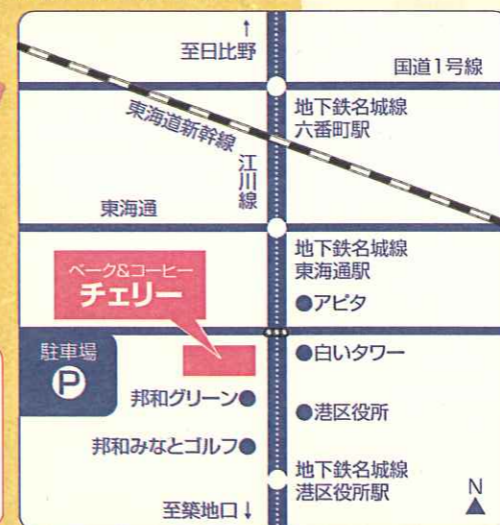 ↑
至日比野
国道1号線
地下鉄名城線
六番町駅
東海道新幹線
江川線
東海通
地下鉄名城線
東海通駅
ベーク&コーヒー
チェリー
●アピタ
駐車場
P
●白いタワー
邦和グリーン●
●港区役所
邦和みなとゴルフ●
地下鉄名城線
港区役所駅
至築地口↓
N